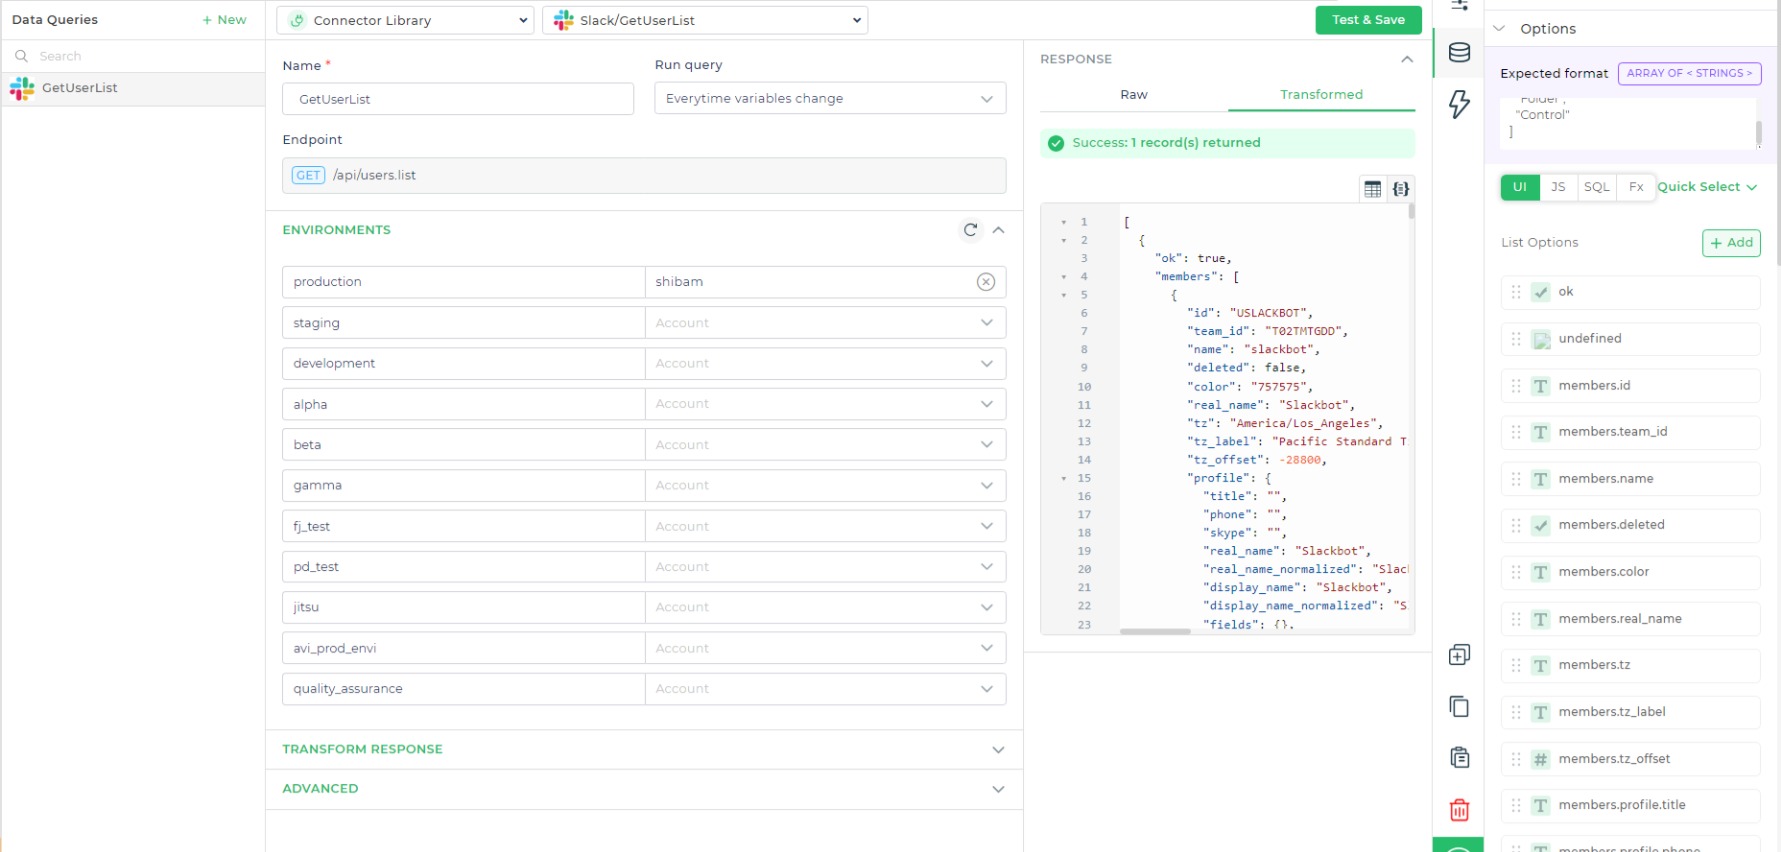 Data Queries
+ New
Search
GetUserList
Connector Library
Slack/GetUserList
Test & Save
Name *
GetUserList
Run query
Everytime variables change
Endpoint
GET /api/users.list
ENVIRONMENTS
production shibam
staging Account
development Account
alpha Account
beta Account
gamma Account
fj_test Account
pd_test Account
jitsu Account
avi_prod_envi Account
quality_assurance Account
TRANSFORM RESPONSE
ADVANCED
RESPONSE
Raw Transformed
Success: 1 record(s) returned
1 [
2 {
3 "ok": true,
4 "members": [
5 {
6 "id": "USLACKBOT",
7 "team_id": "T02TMTGDD",
8 "name": "slackbot",
9 "deleted": false,
10 "color": "757575",
11 "real_name": "Slackbot",
12 "tz": "America/Los_Angeles",
13 "tz_label": "Pacific Standard T
14 "tz_offset": -28800,
15 "profile": {
16 "title": "",
17 "phone": "",
18 "skype": "",
19 "real_name": "Slackbot",
20 "real_name_normalized": "Slac
21 "display_name": "Slackbot",
22 "display_name_normalized": "S
23 "fields": {},
Options
Expected format ARRAY OF < STRINGS >
"Folder",
"Control"
]
UI JS SQL Fx Quick Select
List Options + Add
ok
undefined
members.id
members.team_id
members.name
members.deleted
members.color
members.real_name
members.tz
members.tz_label
members.tz_offset
members.profile.title
members.profile.phone